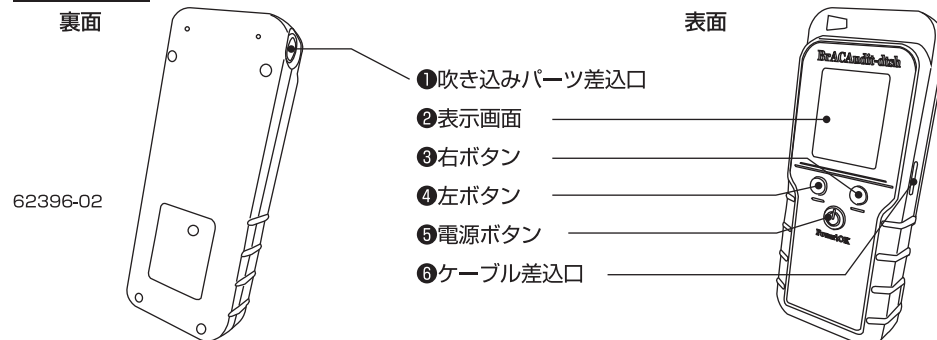 裏面
表面
❶吹き込みパーツ差込口
❷表示画面
❸右ボタン
❹左ボタン
❺電源ボタン
❻ケーブル差込口
62396-02